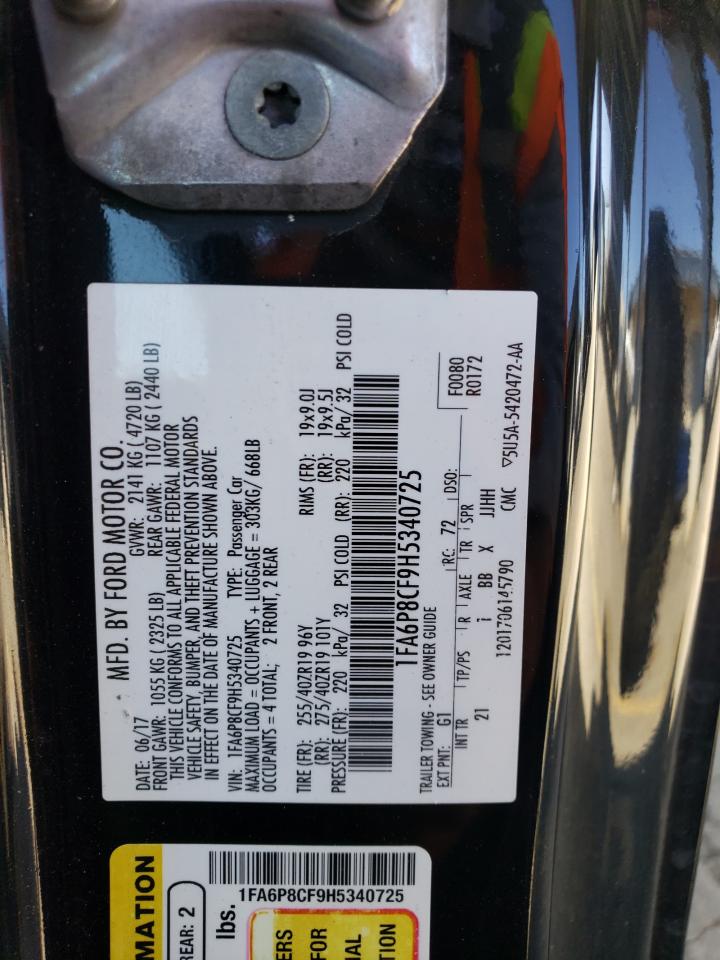 MFD. BY FORD MOTOR CO.
DATE: 06/17 GVWR: 2141 KG ( 4720 LB)
FRONT GAWR: 1055 KG ( 2325 LB) REAR GAWR: 1107 KG ( 2440 LB)
THIS VEHICLE CONFORMS TO ALL APPLICABLE FEDERAL MOTOR
VEHICLE SAFETY, BUMPER, AND THEFT PREVENTION STANDARDS
IN EFFECT ON THE DATE OF MANUFACTURE SHOWN ABOVE.
VIN: 1FA6P8CF9H5340725 TYPE: Passenger Car
MAXIMUM LOAD = OCCUPANTS + LUGGAGE = 303KG/ 668LB
OCCUPANTS = 4 TOTAL; 2 FRONT, 2 REAR
TIRE (FR): 255/40ZR19 96Y RIMS (FR): 19x9.0J
(RR): 275/40ZR19 101Y (RR): 19x9.5J
PRESSURE (FR): 220 kPa/ 32 PSI COLD (RR): 220 kPa/ 32 PSI COLD
1FA6P8CF9H5340725
TRAILER TOWING - SEE OWNER GUIDE F0080
EXT PNT: G1 RC: 72 DSO: R0172
INT TR TP/PS R AXLE TR SPR
21 i BB X JJHH
1201706145790 CMC ▽5U5A-5420472-AA
MATION
REAR: 2
lbs.
1FA6P8CF9H5340725
ERS
FOR
IAL
TION